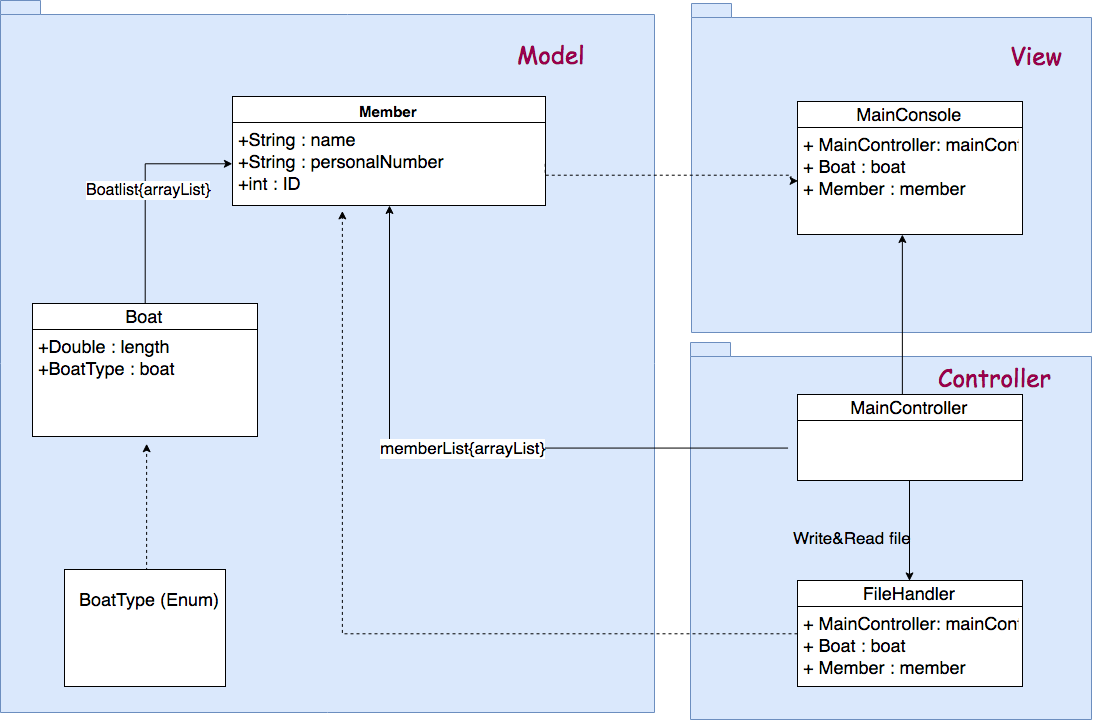 Model
Member
+String : name
+String : personalNumber
+int : ID
Boatlist{arrayList}
Boat
+Double : length
+BoatType : boat
BoatType (Enum)
memberList{arrayList}
View
MainConsole
+ MainController: mainCon
+ Boat : boat
+ Member : member
Controller
MainController
Write&Read file
FileHandler
+ MainController: mainCon
+ Boat : boat
+ Member : member